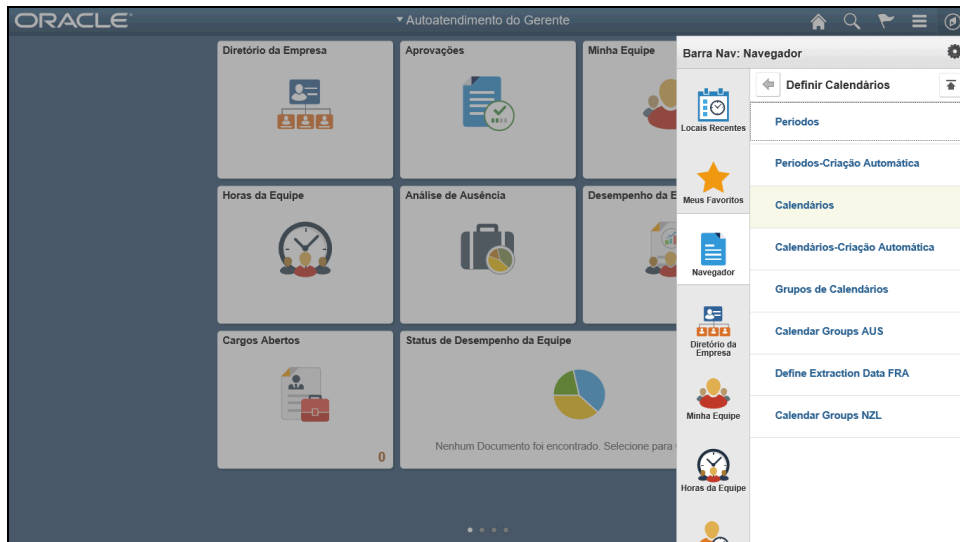 ORACLE
Autoatendimento do Gerente
Diretório da Empresa
Aprovações
Minha Equipe
Horas da Equipe
Análise de Ausência
Desempenho da E
Cargos Abertos
0
Status de Desempenho da Equipe
Nenhum Documento foi encontrado. Selecione para
Barra Nav: Navegador
Locais Recentes
Meus Favoritos
Navegador
Diretório da
Empresa
Minha Equipe
Horas da Equipe
Definir Calendários
Períodos
Períodos-Criação Automática
Calendários
Calendários-Criação Automática
Grupos de Calendários
Calendar Groups AUS
Define Extraction Data FRA
Calendar Groups NZL